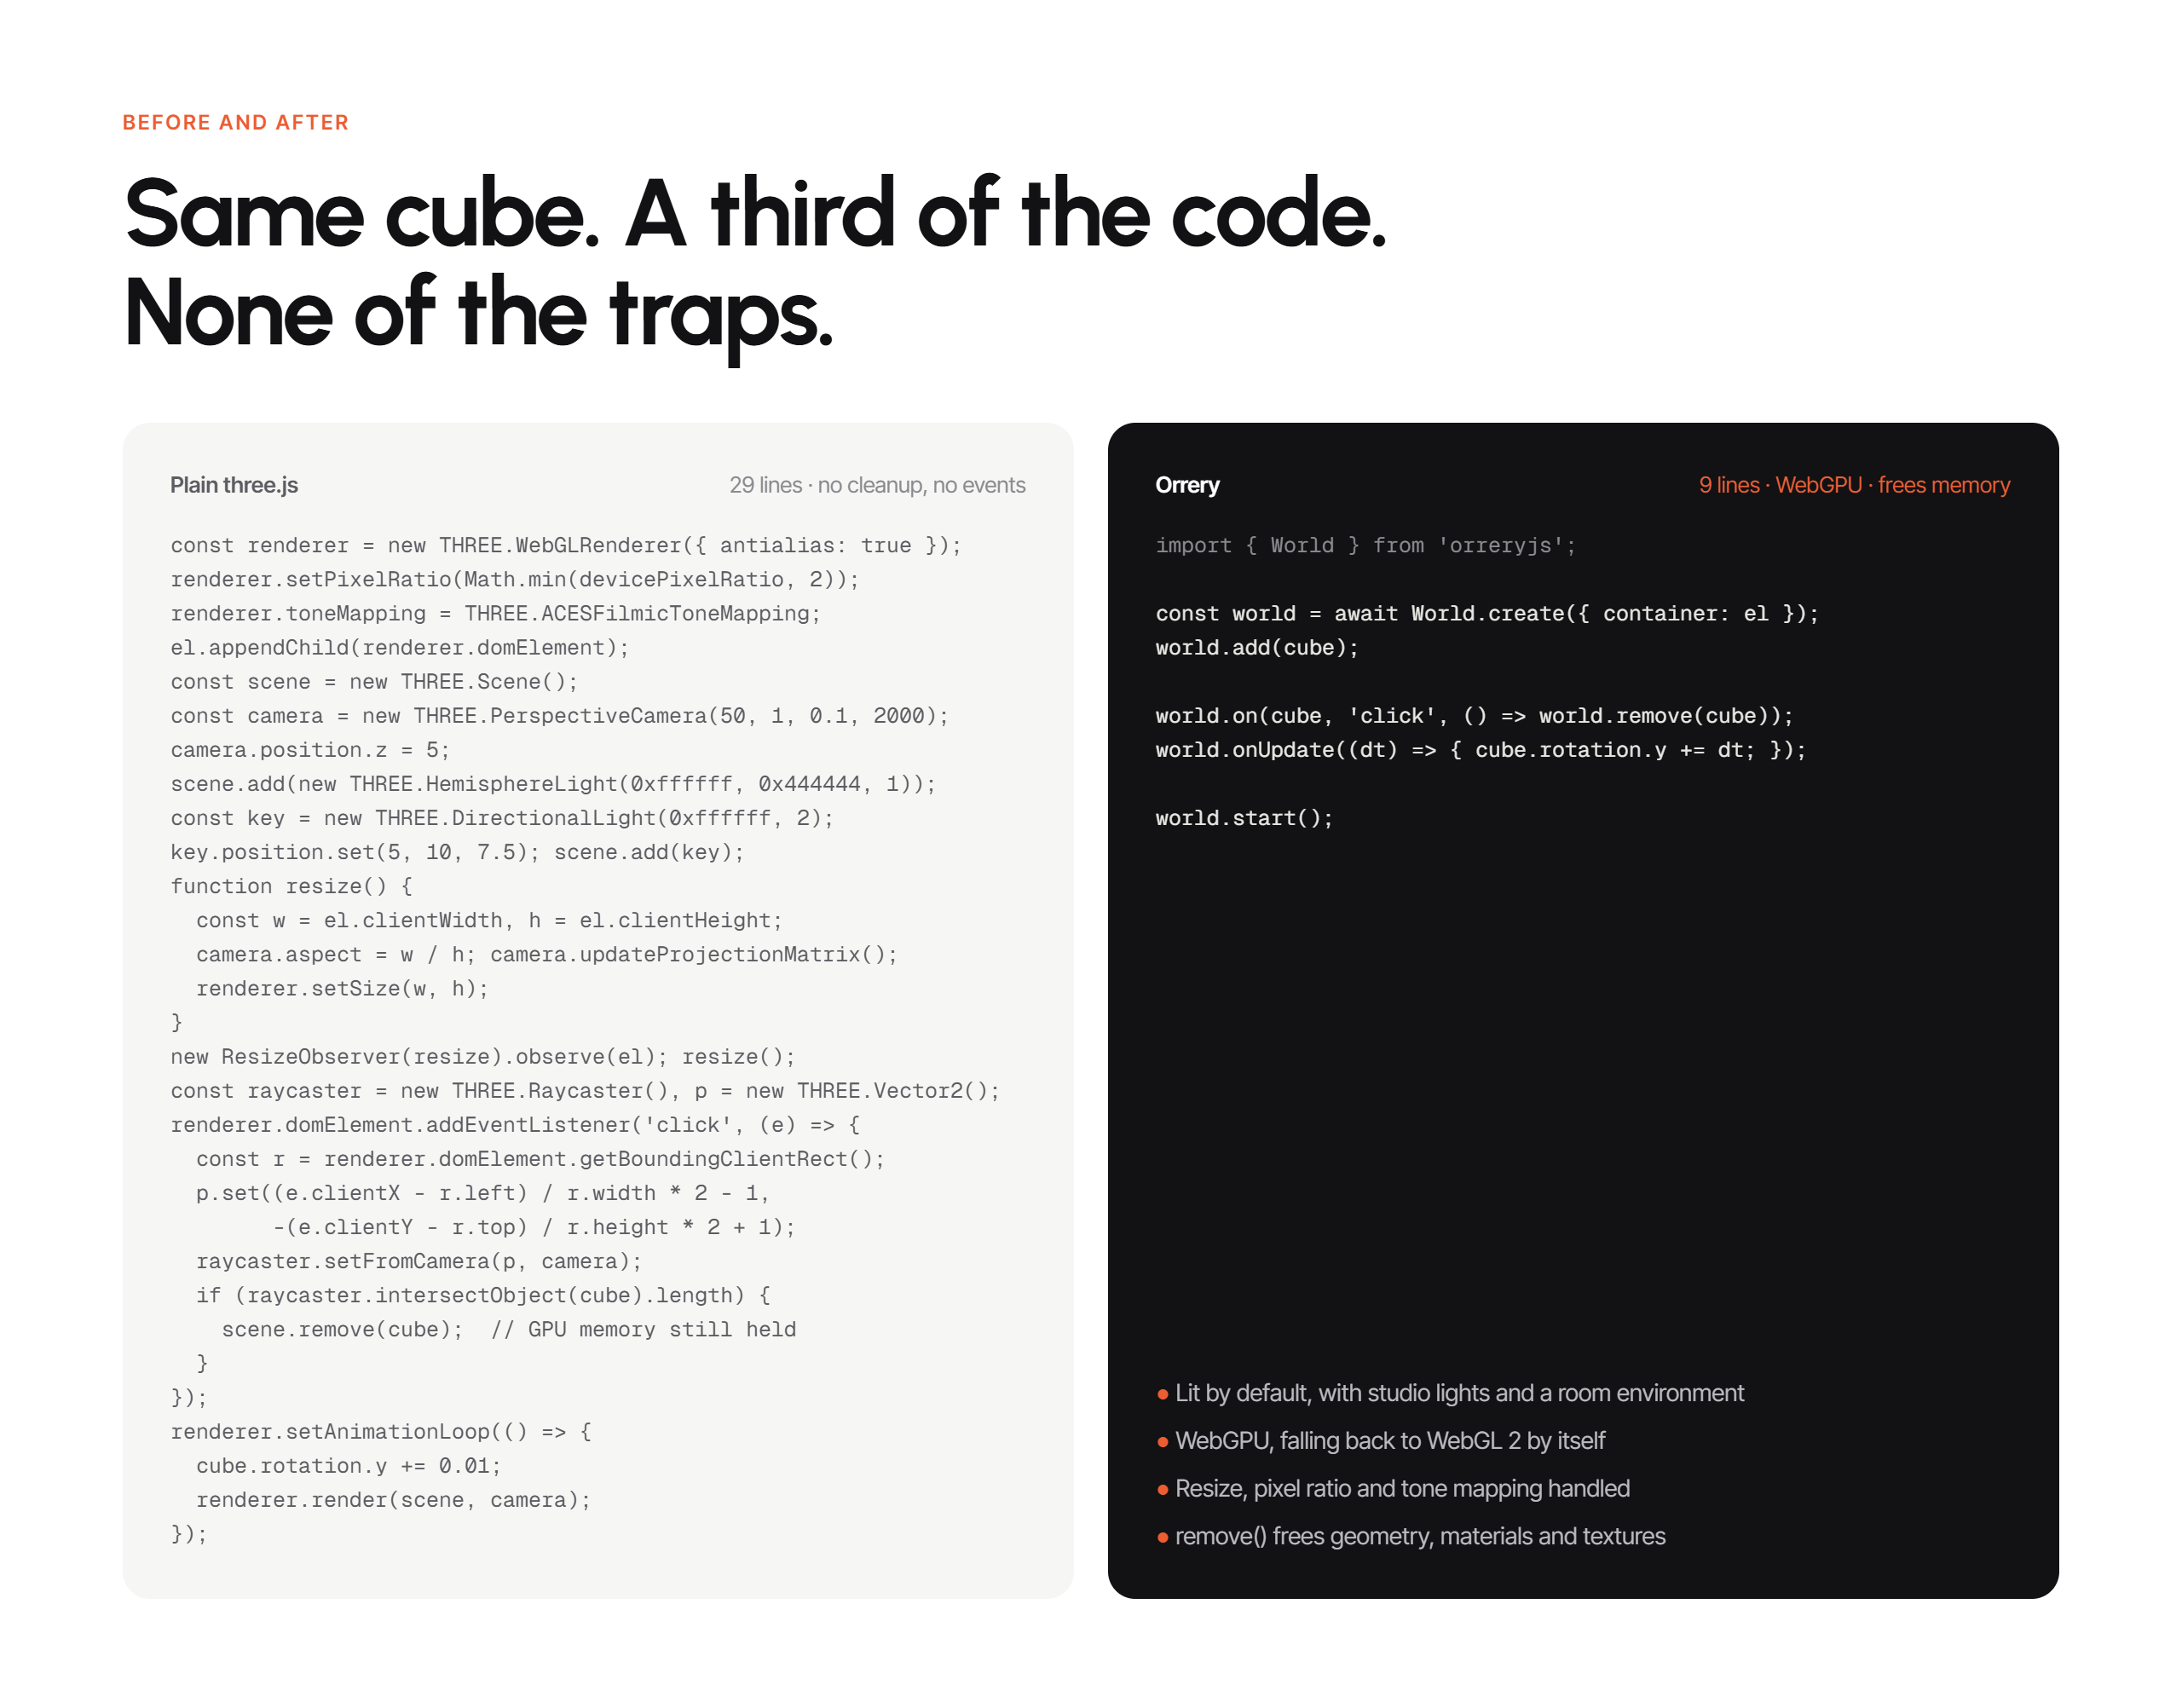 BEFORE AND AFTER
Same cube. A third of the code.
None of the traps.
Plain three.js
29 lines · no cleanup, no events
const renderer = new THREE.WebGLRenderer({ antialias: true });
renderer.setPixelRatio(Math.min(devicePixelRatio, 2));
renderer.toneMapping = THREE.ACESFilmicToneMapping;
el.appendChild(renderer.domElement);
const scene = new THREE.Scene();
const camera = new THREE.PerspectiveCamera(50, 1, 0.1, 2000);
camera.position.z = 5;
scene.add(new THREE.HemisphereLight(0xffffff, 0x444444, 1));
const key = new THREE.DirectionalLight(0xffffff, 2);
key.position.set(5, 10, 7.5); scene.add(key);
function resize() {
  const w = el.clientWidth, h = el.clientHeight;
  camera.aspect = w / h; camera.updateProjectionMatrix();
  renderer.setSize(w, h);
}
new ResizeObserver(resize).observe(el); resize();
const raycaster = new THREE.Raycaster(), p = new THREE.Vector2();
renderer.domElement.addEventListener('click', (e) => {
  const r = renderer.domElement.getBoundingClientRect();
  p.set((e.clientX - r.left) / r.width * 2 - 1,
        -(e.clientY - r.top) / r.height * 2 + 1);
  raycaster.setFromCamera(p, camera);
  if (raycaster.intersectObject(cube).length) {
    scene.remove(cube);  // GPU memory still held
  }
});
renderer.setAnimationLoop(() => {
  cube.rotation.y += 0.01;
  renderer.render(scene, camera);
});
Orrery
9 lines · WebGPU · frees memory
import { World } from 'orreryjs';
const world = await World.create({ container: el });
world.add(cube);
world.on(cube, 'click', () => world.remove(cube));
world.onUpdate((dt) => { cube.rotation.y += dt; });
world.start();
● Lit by default, with studio lights and a room environment
● WebGPU, falling back to WebGL 2 by itself
● Resize, pixel ratio and tone mapping handled
● remove() frees geometry, materials and textures